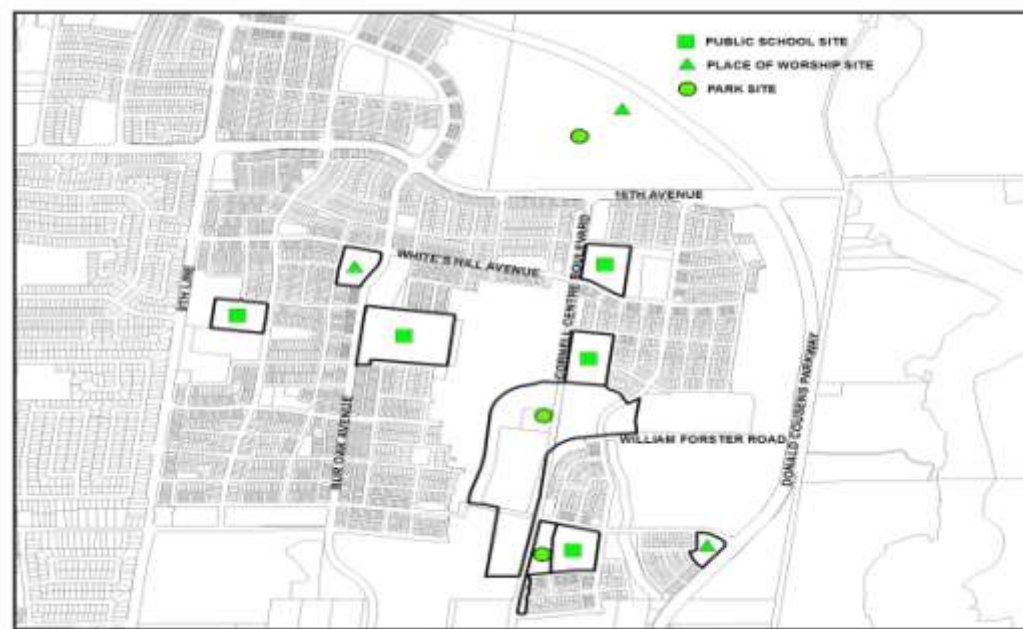 PUBLIC SCHOOL SITE
PLACE OF WORSHIP SITE
PARK SITE
16TH AVENUE
WHITE'S HILL AVENUE
CORNELL CENTRE BOULEVARD
9TH LINE
BUR OAK AVENUE
WILLIAM FORSTER ROAD
DONALD COUSENS PARKWAY